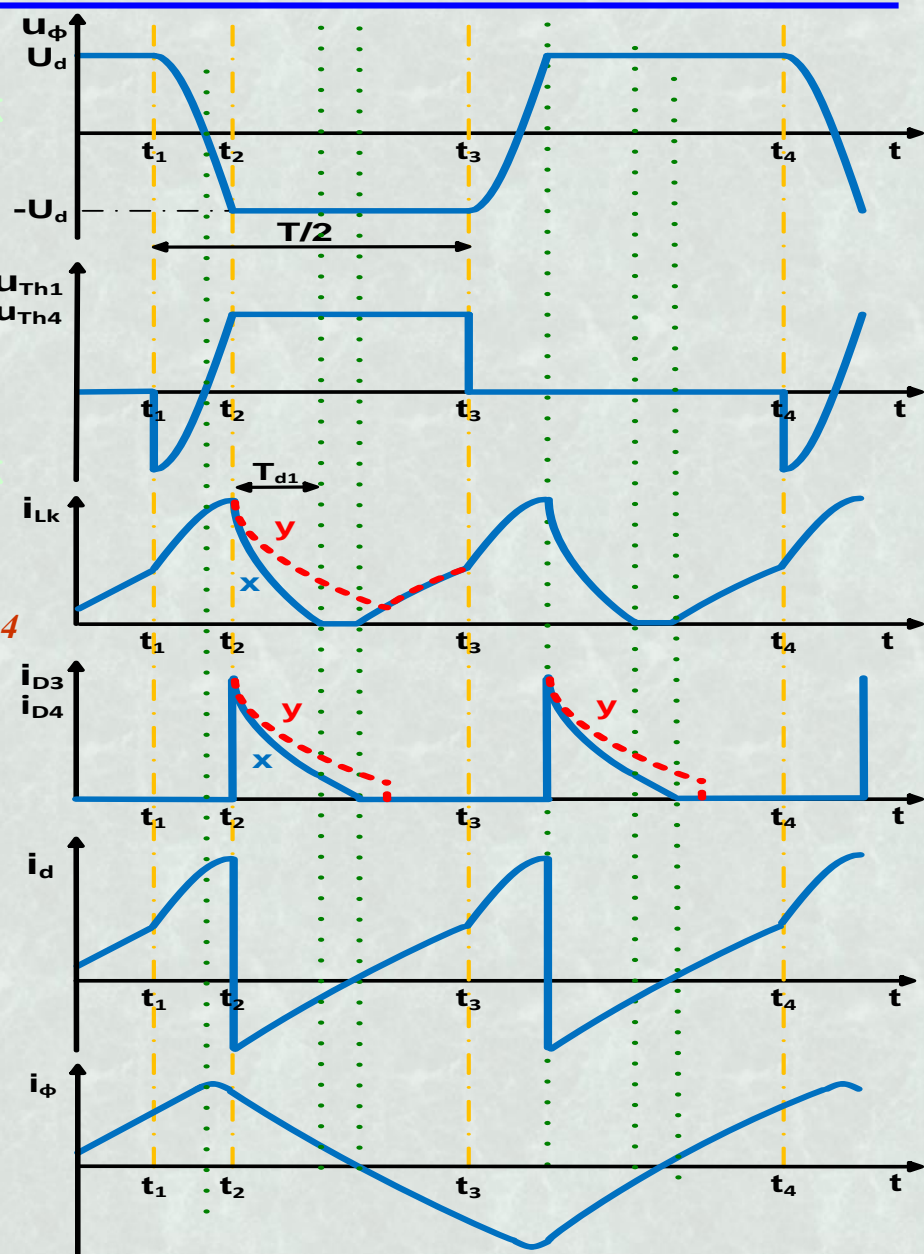 uφ
Ud
t1 t2 t3 t4 t
-Ud
T/2
uTh1
uTh4
t1 t2 t3 t4 t
Td1
iLk
y
x
4
t1 t2 t3 t4 t
iD3
iD4
y y
x
t1 t2 t3 t4 t
id
t1 t2 t3 t4 t
iφ
t1 t2 t3 t4 t